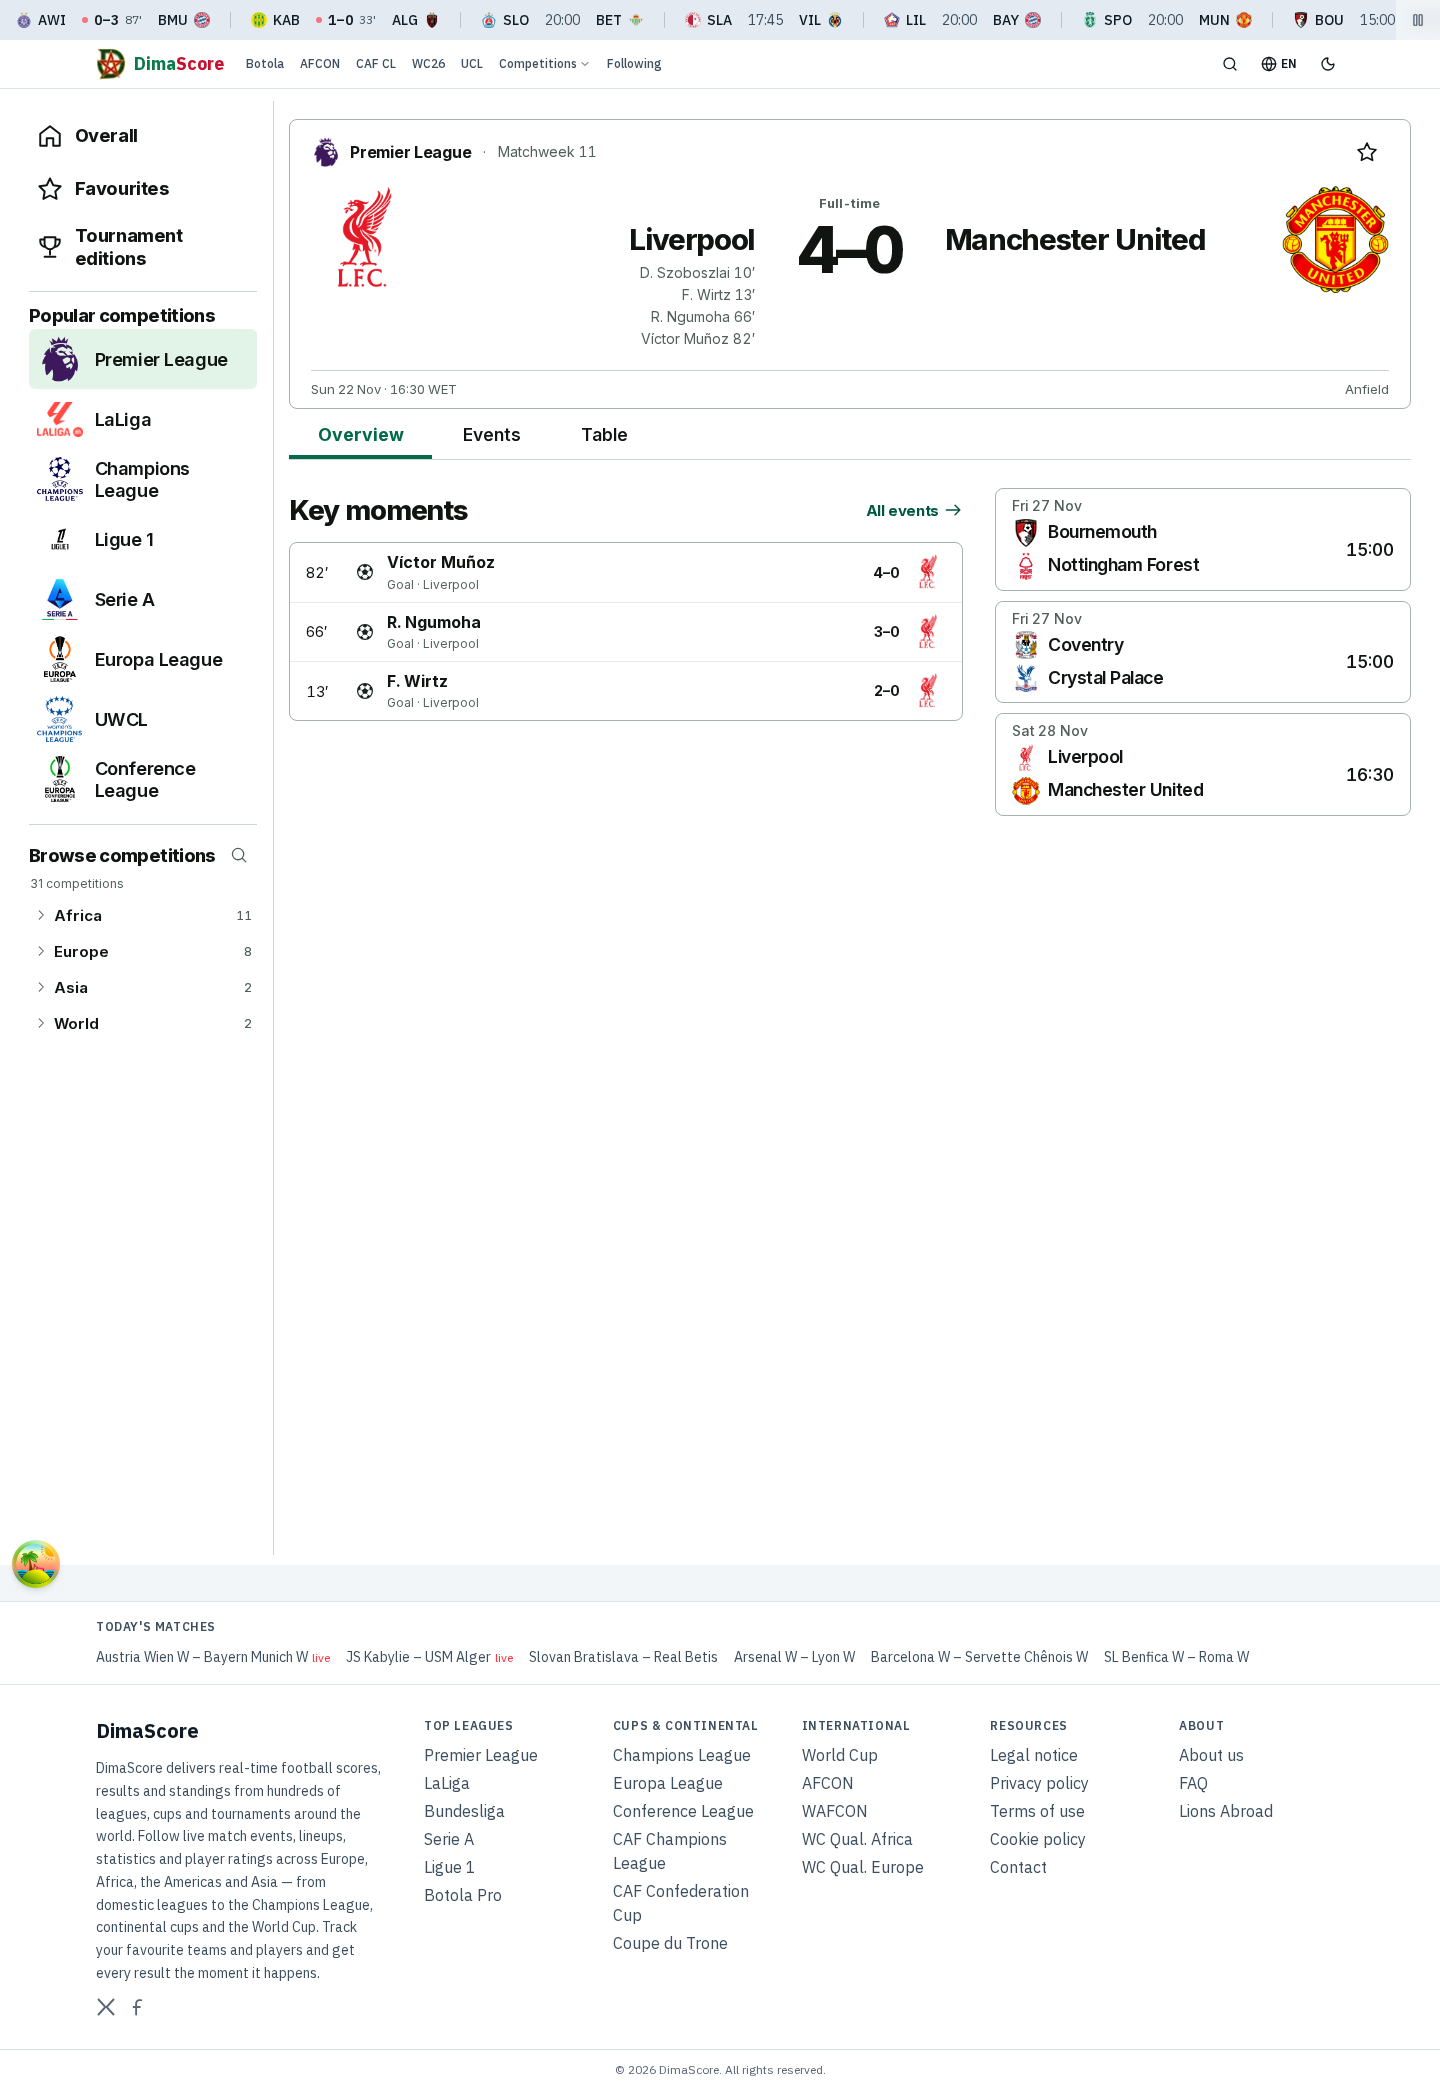 AWI 0–3 87' BMU KAB 1–0 33' ALG SLO 20:00 BET SLA 17:45 VIL LIL 20:00 BAY SPO 20:00 MUN BOU 15:00
DimaScore Botola AFCON CAF CL WC26 UCL Competitions Following EN
Overall
Favourites
Tournament
editions
Popular competitions
Premier League
LaLiga
Champions
League
Ligue 1
Serie A
Europa League
UWCL
Conference
League
Browse competitions
31 competitions
Africa 11
Europe 8
Asia 2
World 2
Premier League · Matchweek 11
Full-time
Liverpool 4–0 Manchester United
L.F.C.
D. Szoboszlai 10′
F. Wirtz 13′
R. Ngumoha 66′
Víctor Muñoz 82′
MANCHESTER
UNITED
Sun 22 Nov · 16:30 WET Anfield
Overview Events Table
Key moments All events
82′ Víctor Muñoz 4–0
Goal · Liverpool
66′ R. Ngumoha 3–0
Goal · Liverpool
13′ F. Wirtz 2–0
Goal · Liverpool
Fri 27 Nov
Bournemouth
Nottingham Forest
15:00
Fri 27 Nov
Coventry
Crystal Palace
15:00
Sat 28 Nov
Liverpool
Manchester United
16:30
TODAY'S MATCHES
Austria Wien W – Bayern Munich W live JS Kabylie – USM Alger live Slovan Bratislava – Real Betis Arsenal W – Lyon W Barcelona W – Servette Chênois W SL Benfica W – Roma W
DimaScore
DimaScore delivers real-time football scores,
results and standings from hundreds of
leagues, cups and tournaments around the
world. Follow live match events, lineups,
statistics and player ratings across Europe,
Africa, the Americas and Asia — from
domestic leagues to the Champions League,
continental cups and the World Cup. Track
your favourite teams and players and get
every result the moment it happens.
TOP LEAGUES
Premier League
LaLiga
Bundesliga
Serie A
Ligue 1
Botola Pro
CUPS & CONTINENTAL
Champions League
Europa League
Conference League
CAF Champions
League
CAF Confederation
Cup
Coupe du Trone
INTERNATIONAL
World Cup
AFCON
WAFCON
WC Qual. Africa
WC Qual. Europe
RESOURCES
Legal notice
Privacy policy
Terms of use
Cookie policy
Contact
ABOUT
About us
FAQ
Lions Abroad
© 2026 DimaScore. All rights reserved.